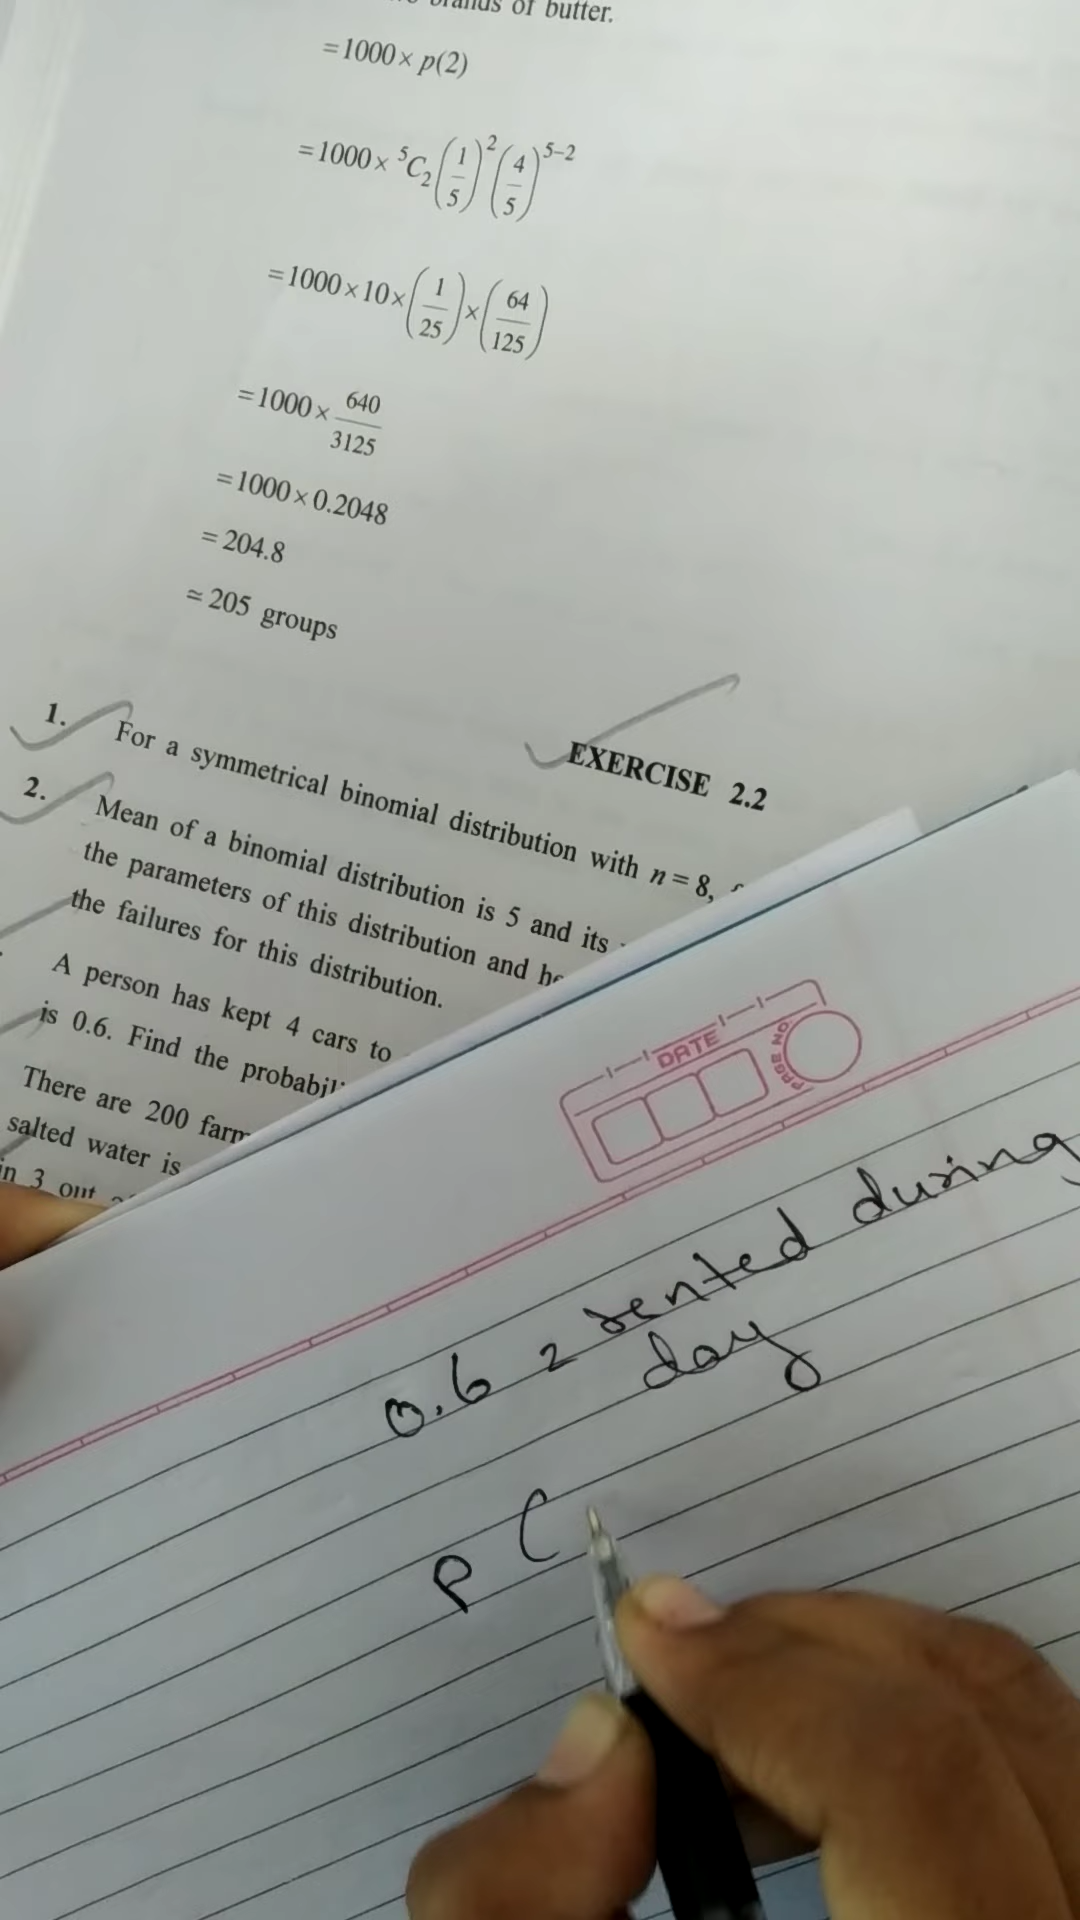 brands of butter.
= 1000 × p(2)
= 1000 × ⁵C₂ (1/5)² (4/5)⁵⁻²
= 1000 × 10 × (1/25) × (64/125)
= 1000 × 640/3125
= 1000 × 0.2048
= 204.8
≃ 205 groups
EXERCISE 2.2
1. For a symmetrical binomial distribution with n = 8,
2. Mean of a binomial distribution is 5 and its
the parameters of this distribution and
the failures for this distribution.
A person has kept 4 cars to
is 0.6. Find the
There are 200
salted water is
in 3 out
DATE
PAGE NO.
0.6 = rented during
day
P (